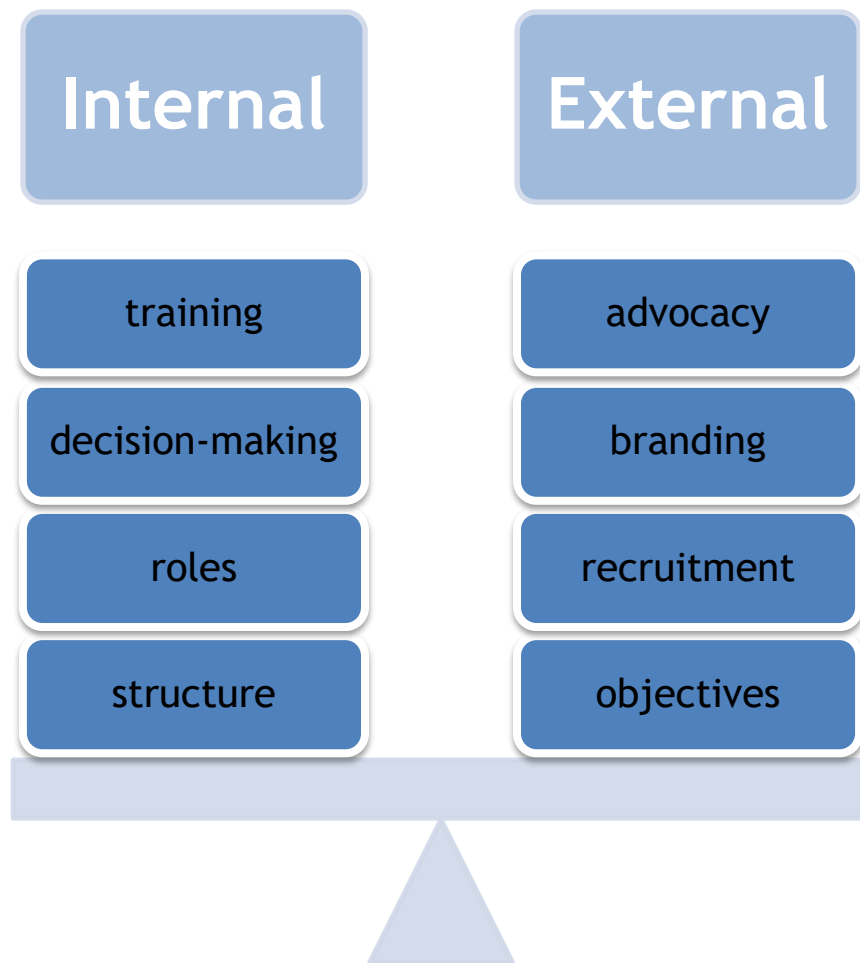 Internal
External
training
decision-making
roles
structure
advocacy
branding
recruitment
objectives